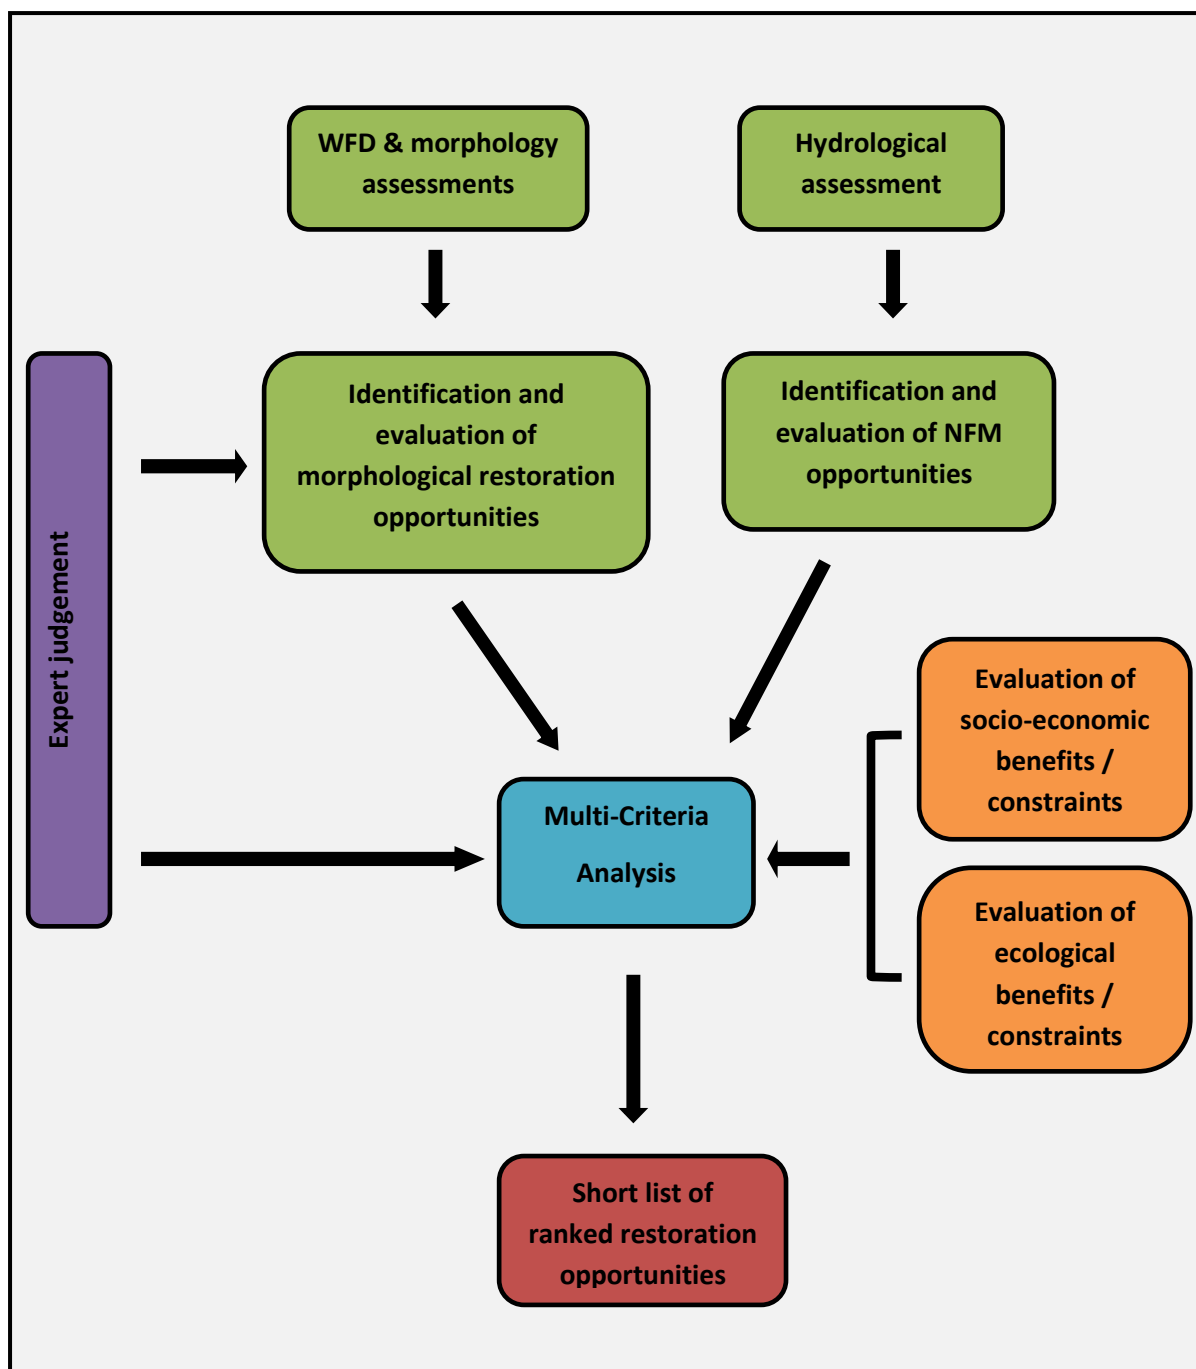 WFD & morphology
assessments
Hydrological
assessment
Identification and
evaluation of
morphological restoration
opportunities
Identification and
evaluation of NFM
opportunities
Expert judgement
Evaluation of
socio-economic
benefits /
constraints
Multi-Criteria
Analysis
Evaluation of
ecological
benefits /
constraints
Short list of
ranked restoration
opportunities